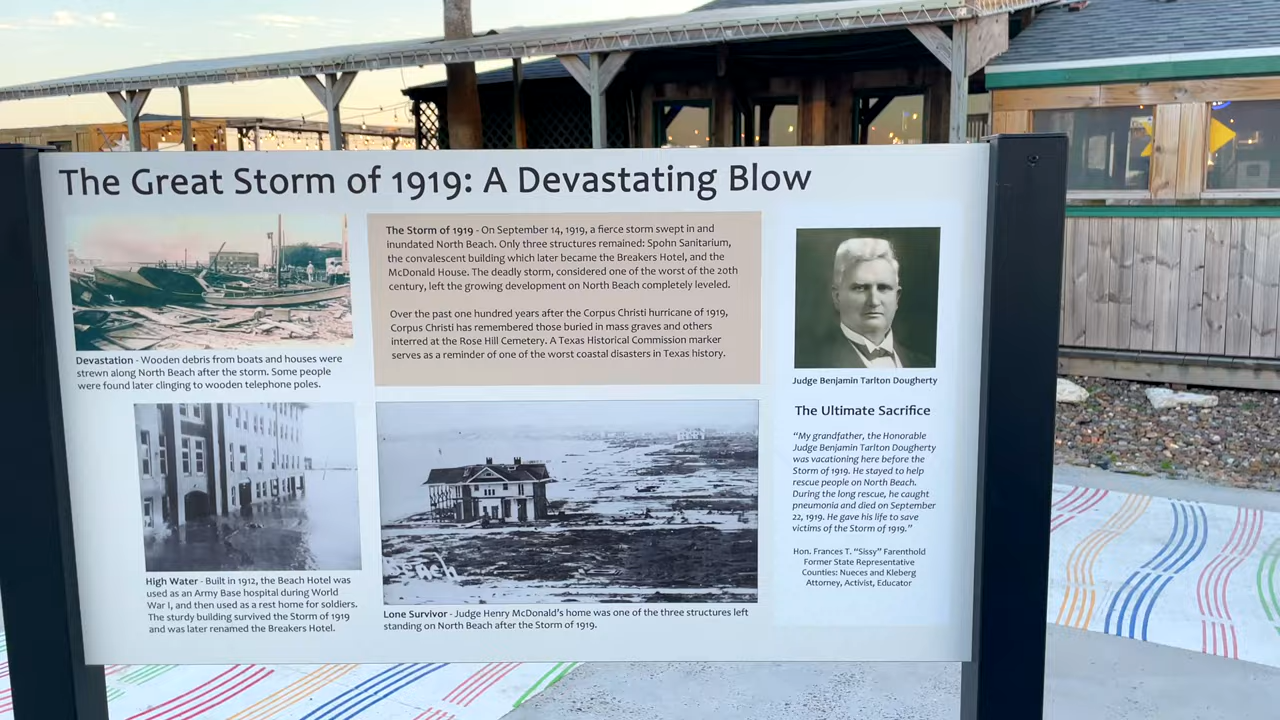 The Great Storm of 1919: A Devastating Blow
Devastation - Wooden debris from boats and houses were
strewn along North Beach after the storm. Some people
were found later clinging to wooden telephone poles.
High Water - Built in 1912, the Beach Hotel was
used as an Army Base hospital during World
War I, and then used as a rest home for soldiers.
The sturdy building survived the Storm of 1919
and was later renamed the Breakers Hotel.
The Storm of 1919 - On September 14, 1919, a fierce storm swept in and
inundated North Beach. Only three structures remained: Spohn Sanitarium,
the convalescent building which later became the Breakers Hotel, and the
McDonald House. The deadly storm, considered one of the worst of the 20th
century, left the growing development on North Beach completely leveled.
Over the past one hundred years after the Corpus Christi hurricane of 1919,
Corpus Christi has remembered those buried in mass graves and others
interred at the Rose Hill Cemetery. A Texas Historical Commission marker
serves as a reminder of one of the worst coastal disasters in Texas history.
Lone Survivor - Judge Henry McDonald's home was one of the three structures left
standing on North Beach after the Storm of 1919.
Judge Benjamin Tarlton Dougherty
The Ultimate Sacrifice
"My grandfather, the Honorable
Judge Benjamin Tarlton Dougherty
was vacationing here before the
Storm of 1919. He stayed to help
rescue people on North Beach.
During the long rescue, he caught
pneumonia and died on September
22, 1919. He gave his life to save
victims of the Storm of 1919."
Hon. Frances T. "Sissy" Farenthold
Former State Representative
Counties: Nueces and Kleberg
Attorney, Activist, Educator